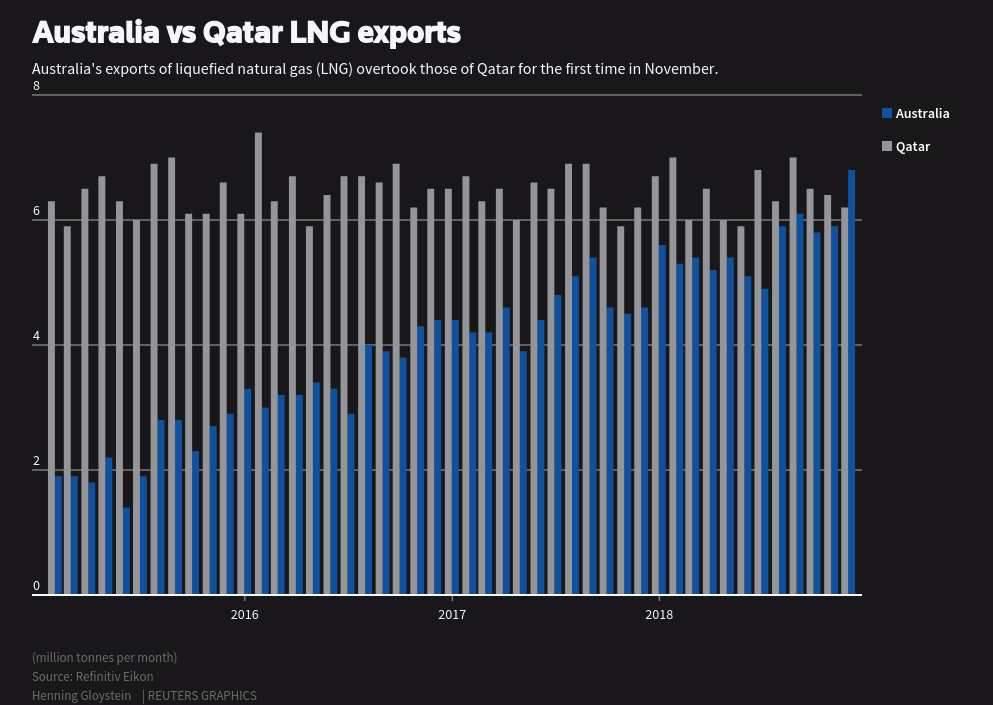 Australia vs Qatar LNG exports
Australia's exports of liquefied natural gas (LNG) overtook those of Qatar for the first time in November.
8
Australia
Qatar
6
4
2
0
2016 2017 2018
(million tonnes per month)
Source: Refinitiv Eikon
Henning Gloystein | REUTERS GRAPHICS